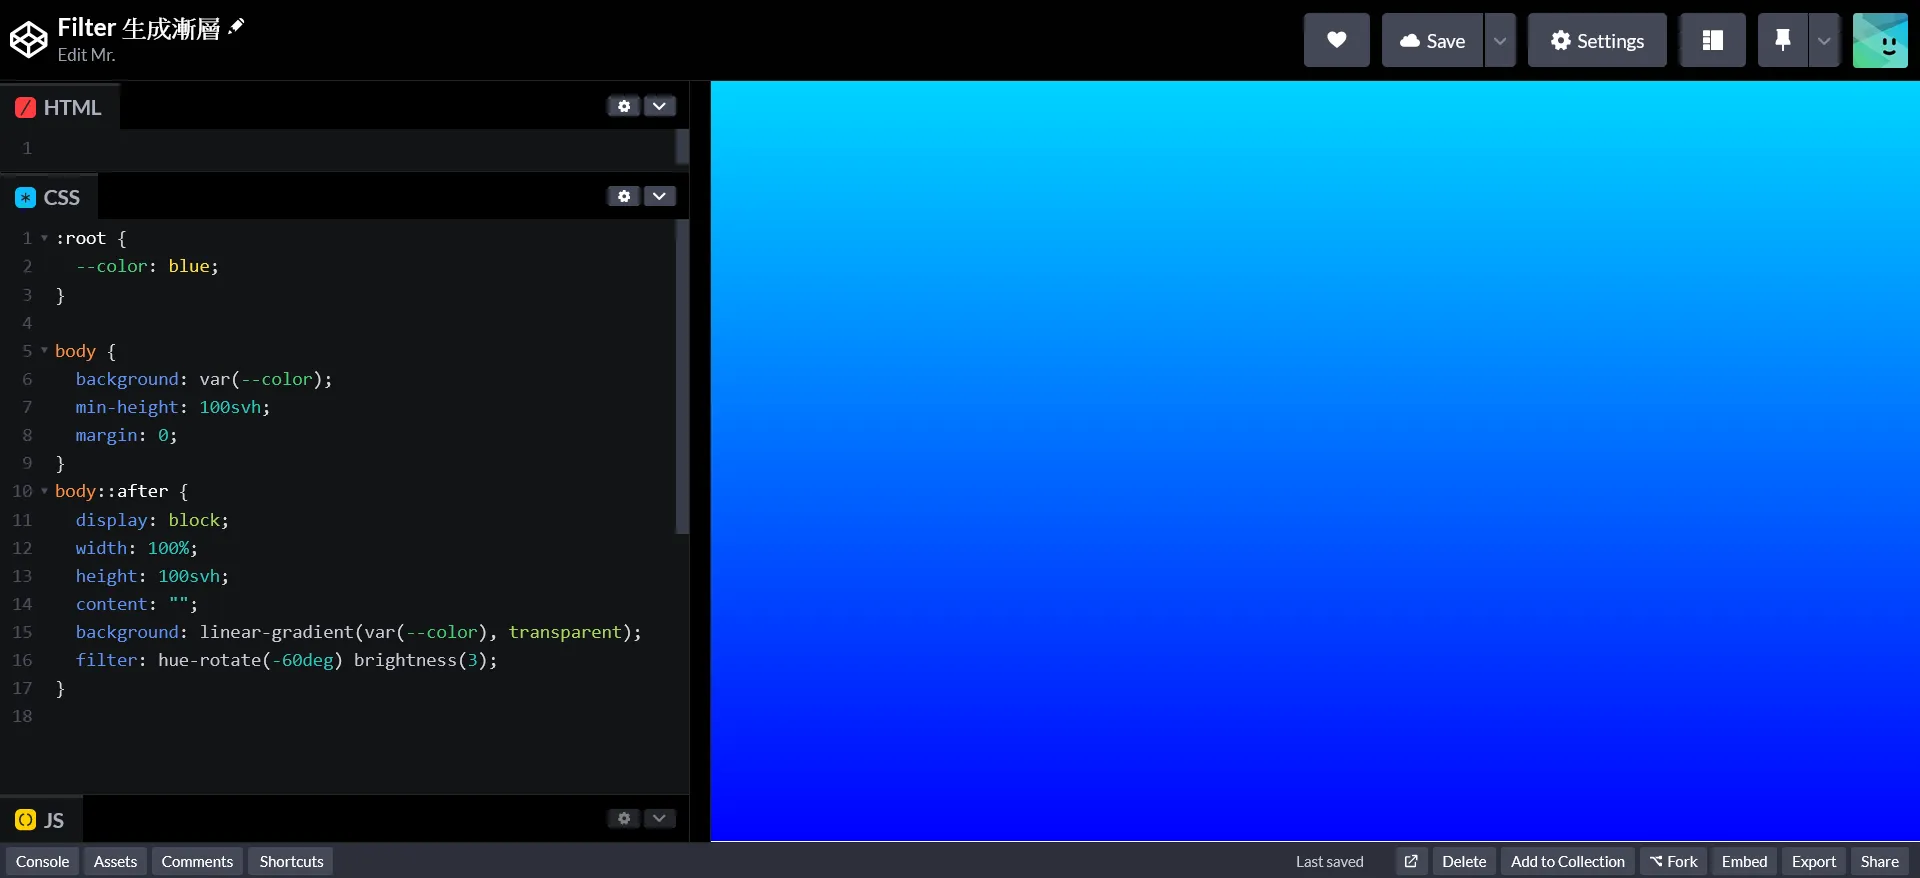 Filter 生成漸層
Edit Mr.
Save
Settings
HTML
1
CSS
1 :root {
2   --color: blue;
3 }
4
5 body {
6   background: var(--color);
7   min-height: 100svh;
8   margin: 0;
9 }
10 body::after {
11   display: block;
12   width: 100%;
13   height: 100svh;
14   content: "";
15   background: linear-gradient(var(--color), transparent);
16   filter: hue-rotate(-60deg) brightness(3);
17 }
18
JS
Console Assets Comments Shortcuts Last saved Delete Add to Collection Fork Embed Export Share